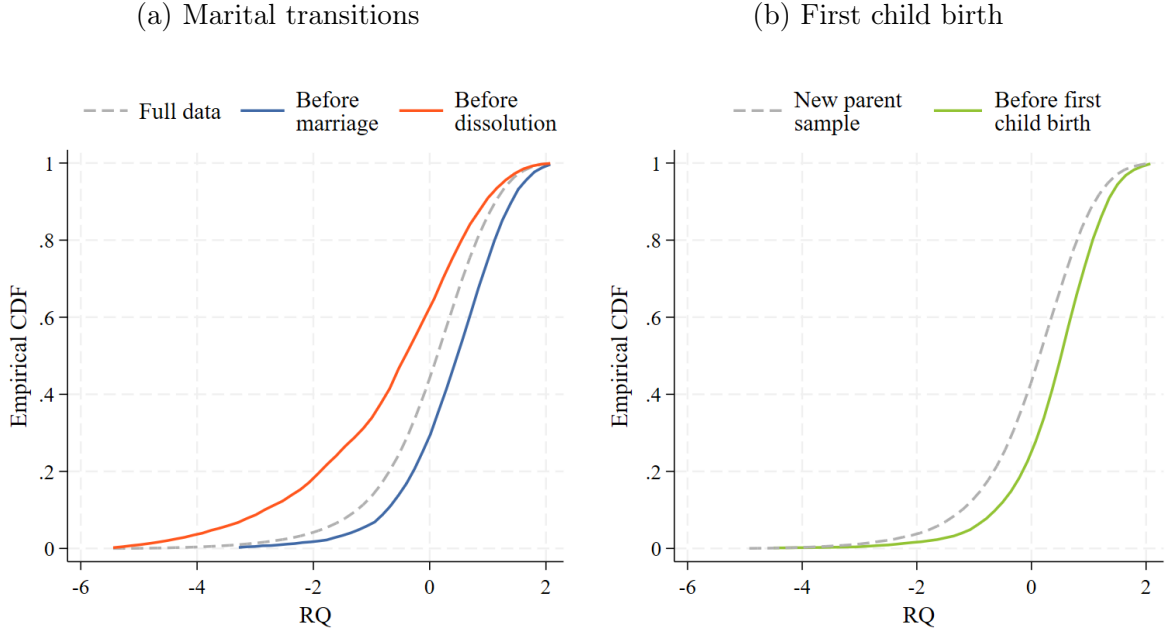 (a) Marital transitions
(b) First child birth
Full data
Before
marriage
Before
dissolution
New parent
sample
Before first
child birth
Empirical CDF
1
.8
.6
.4
.2
0
-6
-4
-2
0
2
RQ
Empirical CDF
1
.8
.6
.4
.2
0
-6
-4
-2
0
2
RQ